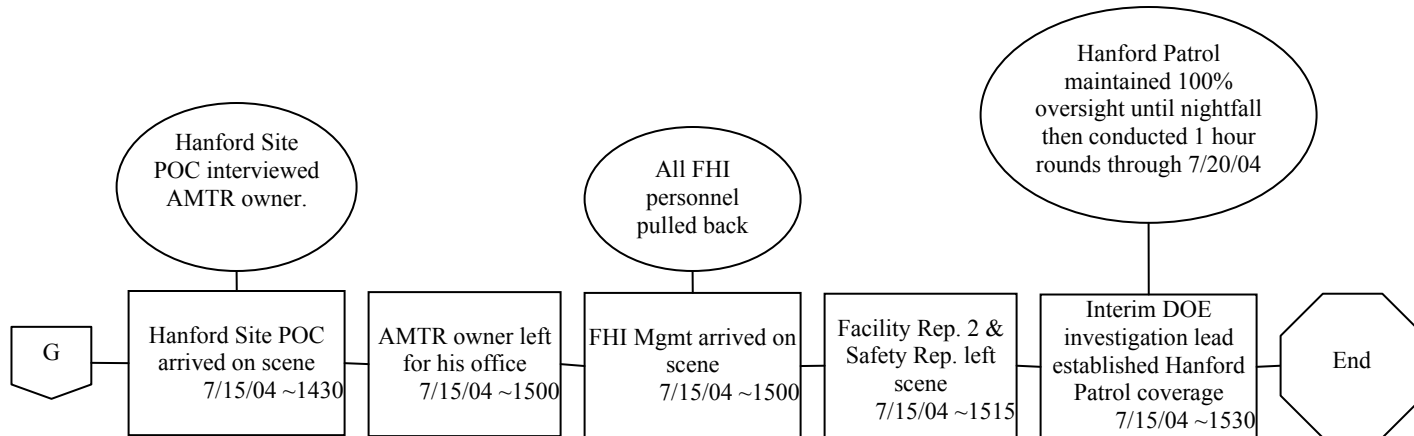 Hanford Patrol
maintained 100%
oversight until nightfall
then conducted 1 hour
rounds through 7/20/04
Hanford Site
POC interviewed
AMTR owner.
All FHI
personnel
pulled back
G
Hanford Site POC
arrived on scene
7/15/04 ~1430
AMTR owner left
for his office
7/15/04 ~1500
FHI Mgmt arrived on
scene
7/15/04 ~1500
Facility Rep. 2 &
Safety Rep. left
scene
7/15/04 ~1515
Interim DOE
investigation lead
established Hanford
Patrol coverage
7/15/04 ~1530
End